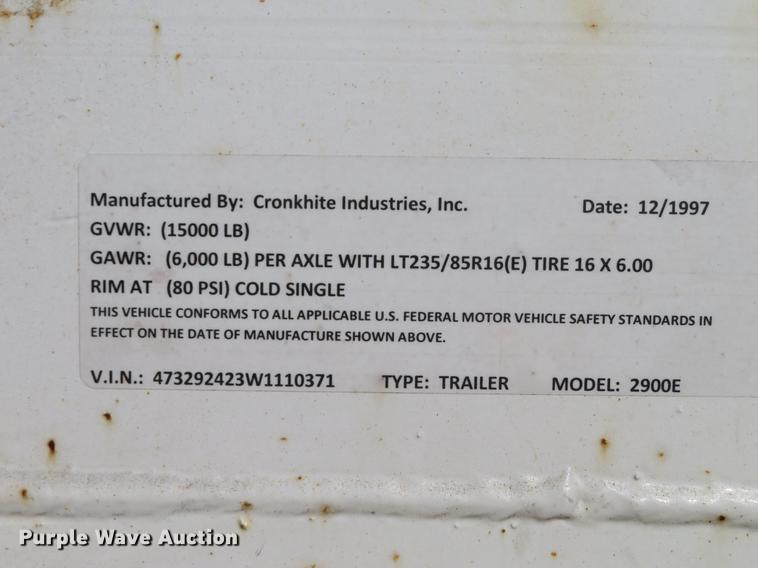 Manufactured By: Cronkhite Industries, Inc. Date: 12/1997
GVWR: (15000 LB)
GAWR: (6,000 LB) PER AXLE WITH LT235/85R16(E) TIRE 16 X 6.00
RIM AT (80 PSI) COLD SINGLE
THIS VEHICLE CONFORMS TO ALL APPLICABLE U.S. FEDERAL MOTOR VEHICLE SAFETY STANDARDS IN
EFFECT ON THE DATE OF MANUFACTURE SHOWN ABOVE.
V.I.N.: 473292423W1110371 TYPE: TRAILER MODEL: 2900E
Purple Wave Auction